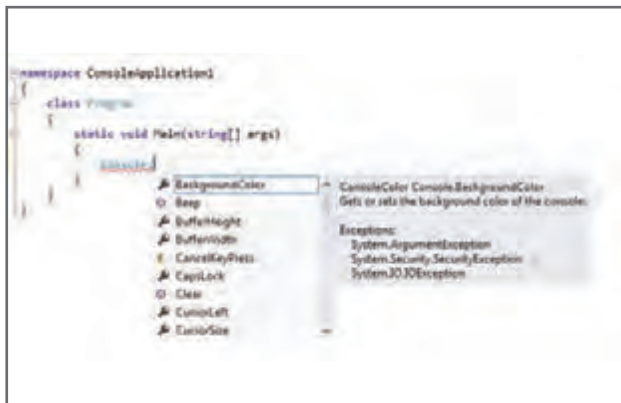 namespace ConsoleApplication1
{
class Program
{
static void Main(string[] args)
{
Console.
}
}
}
BackgroundColor
Beep
BufferHeight
BufferWidth
CancelKeyPress
CapsLock
Clear
CursorLeft
CursorSize
ConsoleColor Console.BackgroundColor
Gets or sets the background color of the console.
Exceptions:
System.ArgumentException
System.Security.SecurityException
System.IO.IOException